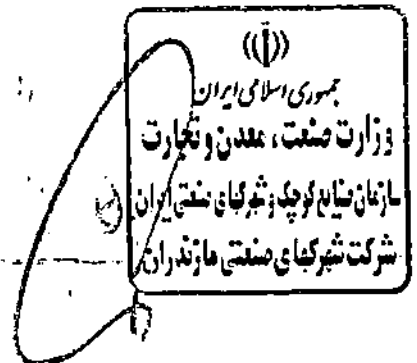 جمهوری اسلامی ایران
وزارت صنعت، معدن و تجارت
سازمان صنایع کوچک و شهرکهای صنعتی ایران
شرکت شهرکهای صنعتی مازندران